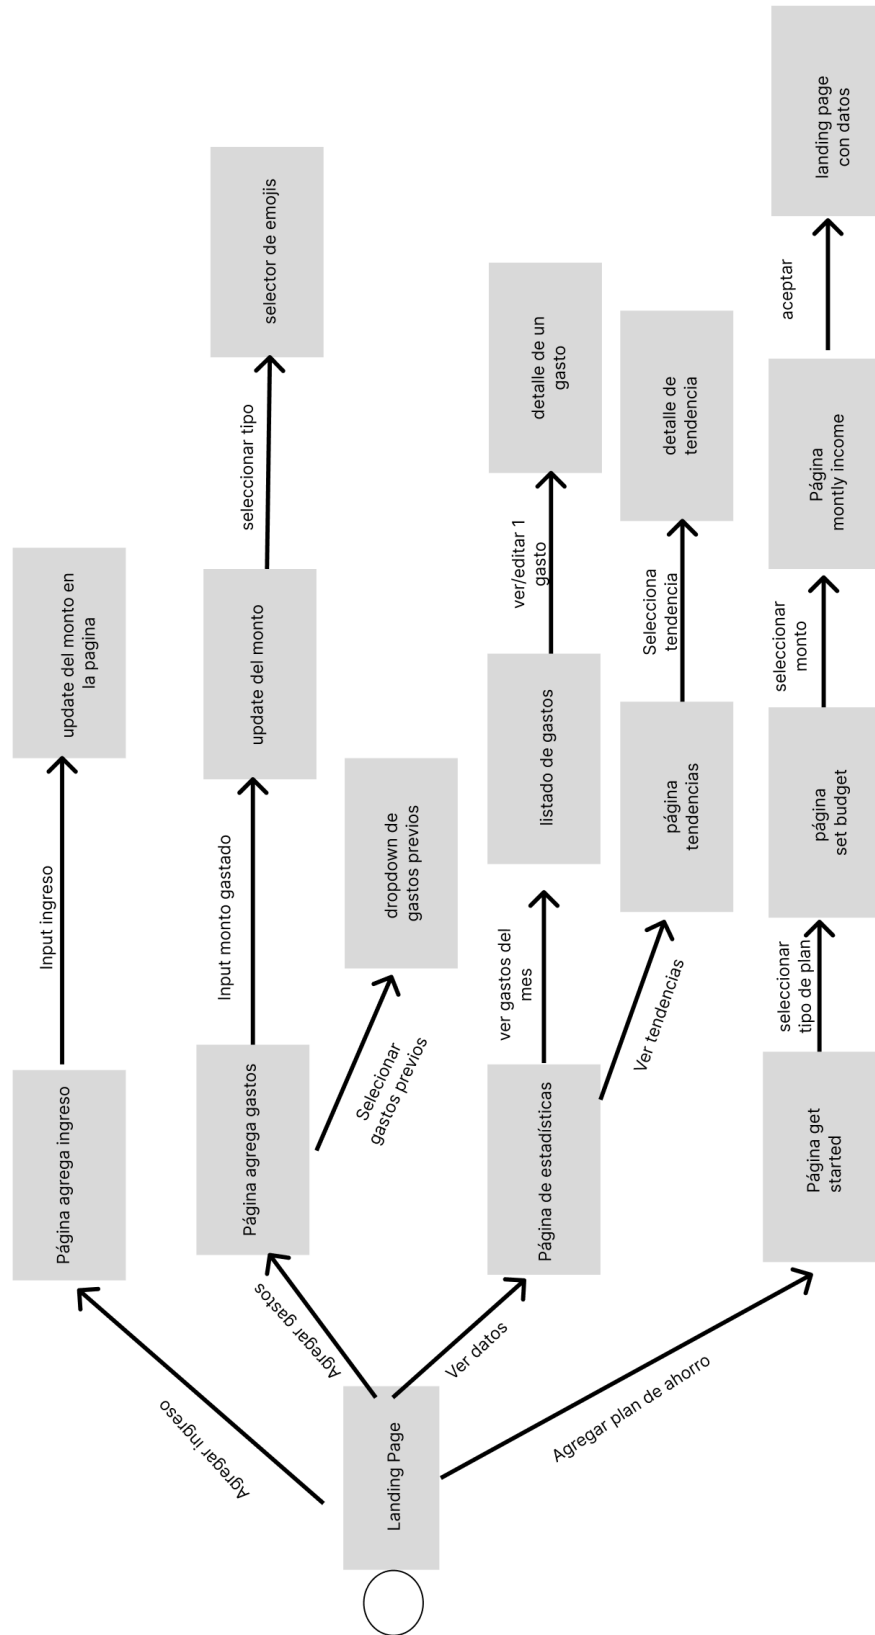 Landing Page
Agregar ingreso
Página agrega ingreso
Input ingreso
update del monto en
la pagina
Agregar gastos
Página agrega gastos
Input monto gastado
update del monto
seleccionar tipo
selector de emojis
Selecionar
gastos previos
dropdown de
gastos previos
Ver datos
Página de estadísticas
ver gastos del
mes
listado de gastos
ver/editar 1
gasto
detalle de un
gasto
Ver tendencias
página
tendencias
Selecciona
tendencia
detalle de
tendencia
Agregar plan de ahorro
Página get
started
seleccionar
tipo de plan
página
set budget
seleccionar
monto
Página
montly income
aceptar
landing page
con datos